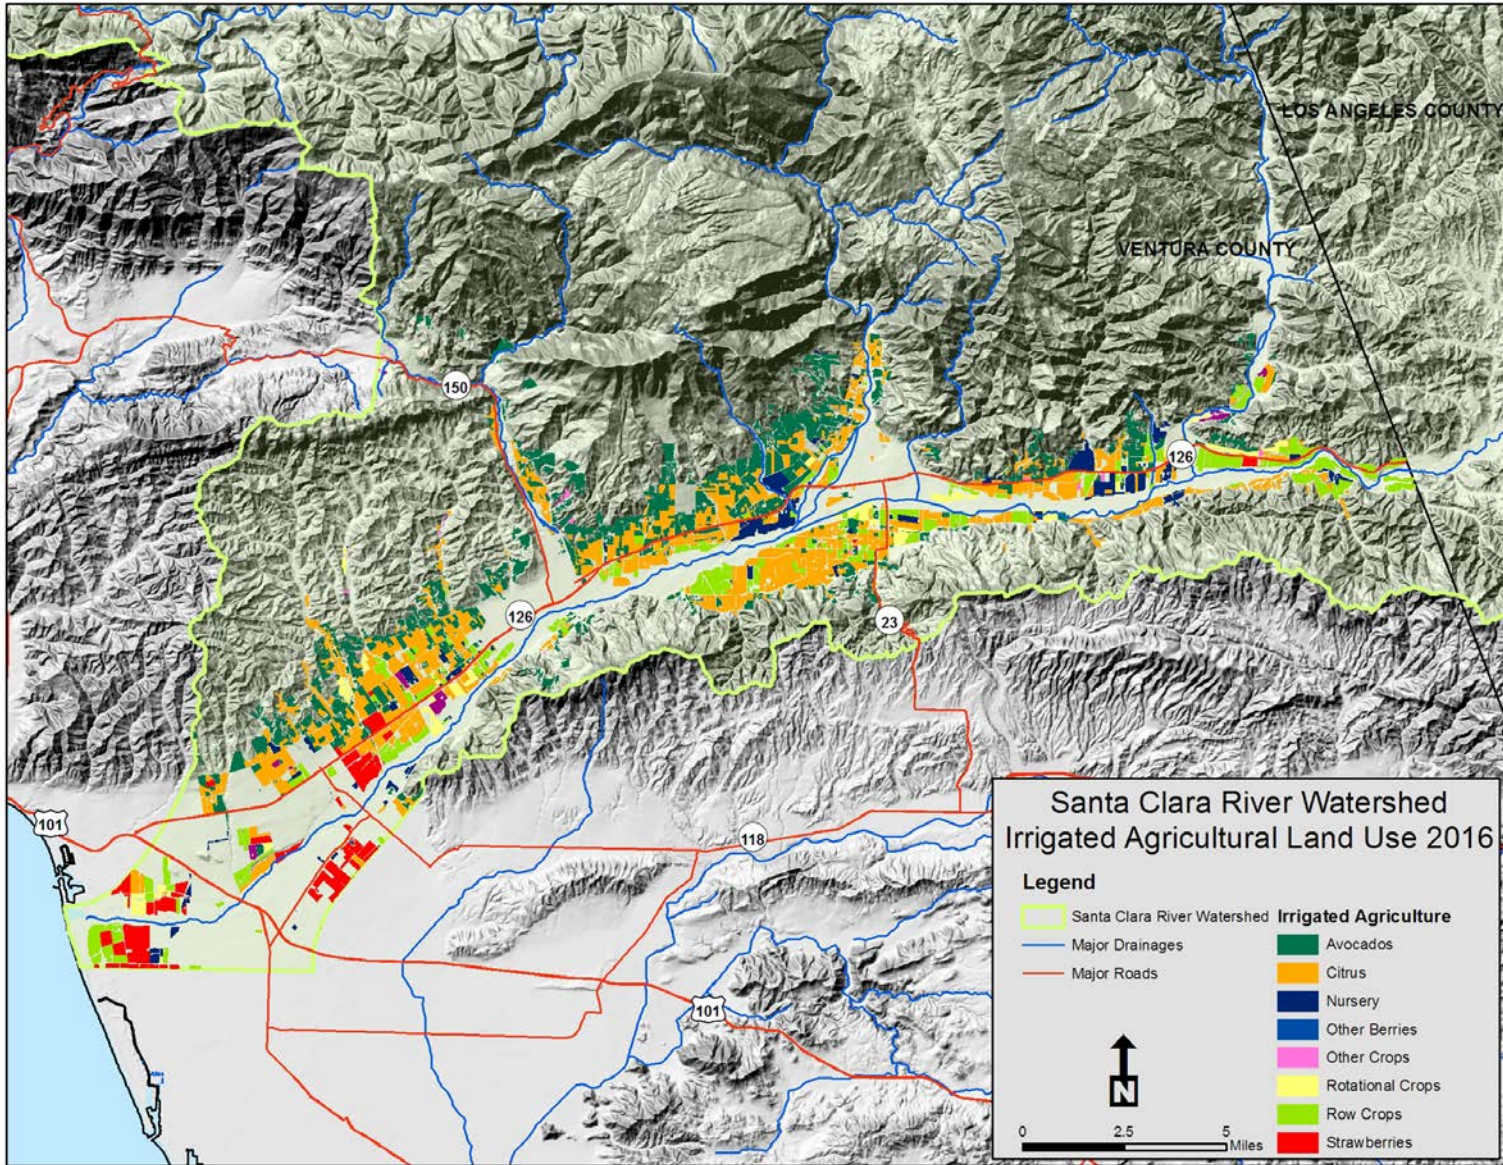 LOS ANGELES COUNTY
VENTURA COUNTY
150
126
126
23
101
118
101
Santa Clara River Watershed
Irrigated Agricultural Land Use 2016
Legend
Santa Clara River Watershed
Major Drainages
Major Roads
Irrigated Agriculture
Avocados
Citrus
Nursery
Other Berries
Other Crops
Rotational Crops
Row Crops
Strawberries
N
0 2.5 5
Miles